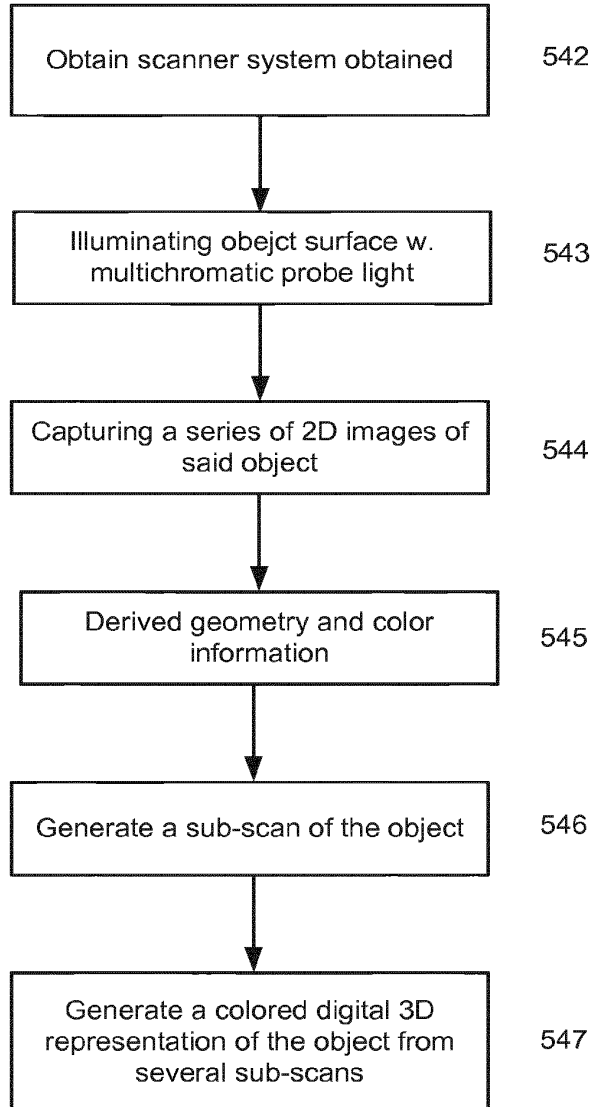 Obtain scanner system obtained
542
Illuminating obejct surface w.
multichromatic probe light
543
Capturing a series of 2D images of
said object
544
Derived geometry and color
information
545
Generate a sub-scan of the object
546
Generate a colored digital 3D
representation of the object from
several sub-scans
547